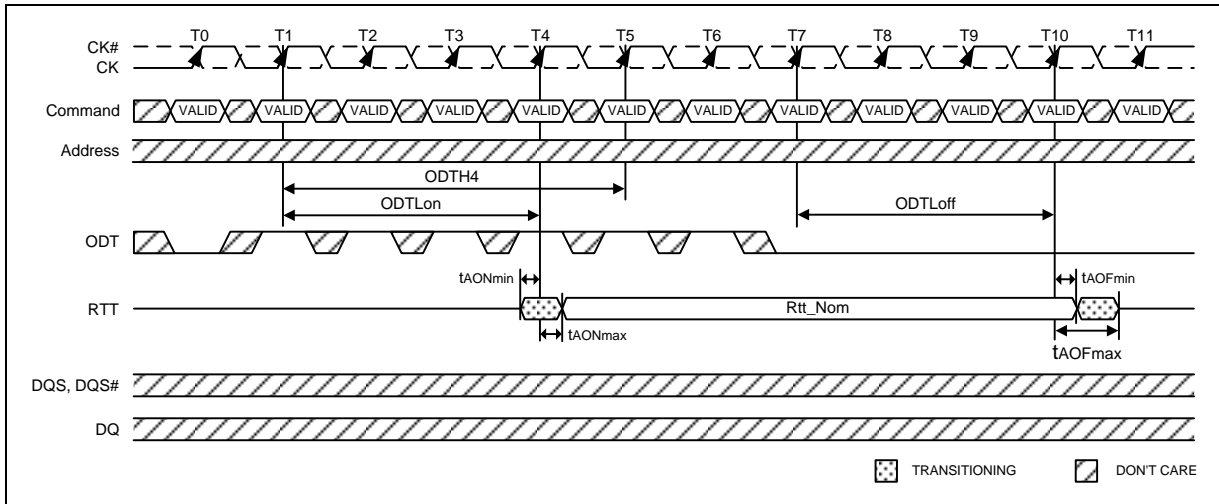 T0 T1 T2 T3 T4 T5 T6 T7 T8 T9 T10 T11
CK#
CK
Command VALID VALID VALID VALID VALID VALID VALID VALID VALID VALID VALID VALID
Address
ODTH4
ODTLon ODTLoff
ODT
tAONmin tAOFmin
RTT Rtt_Nom
tAONmax tAOFmax
DQS, DQS#
DQ
TRANSITIONING DON'T CARE